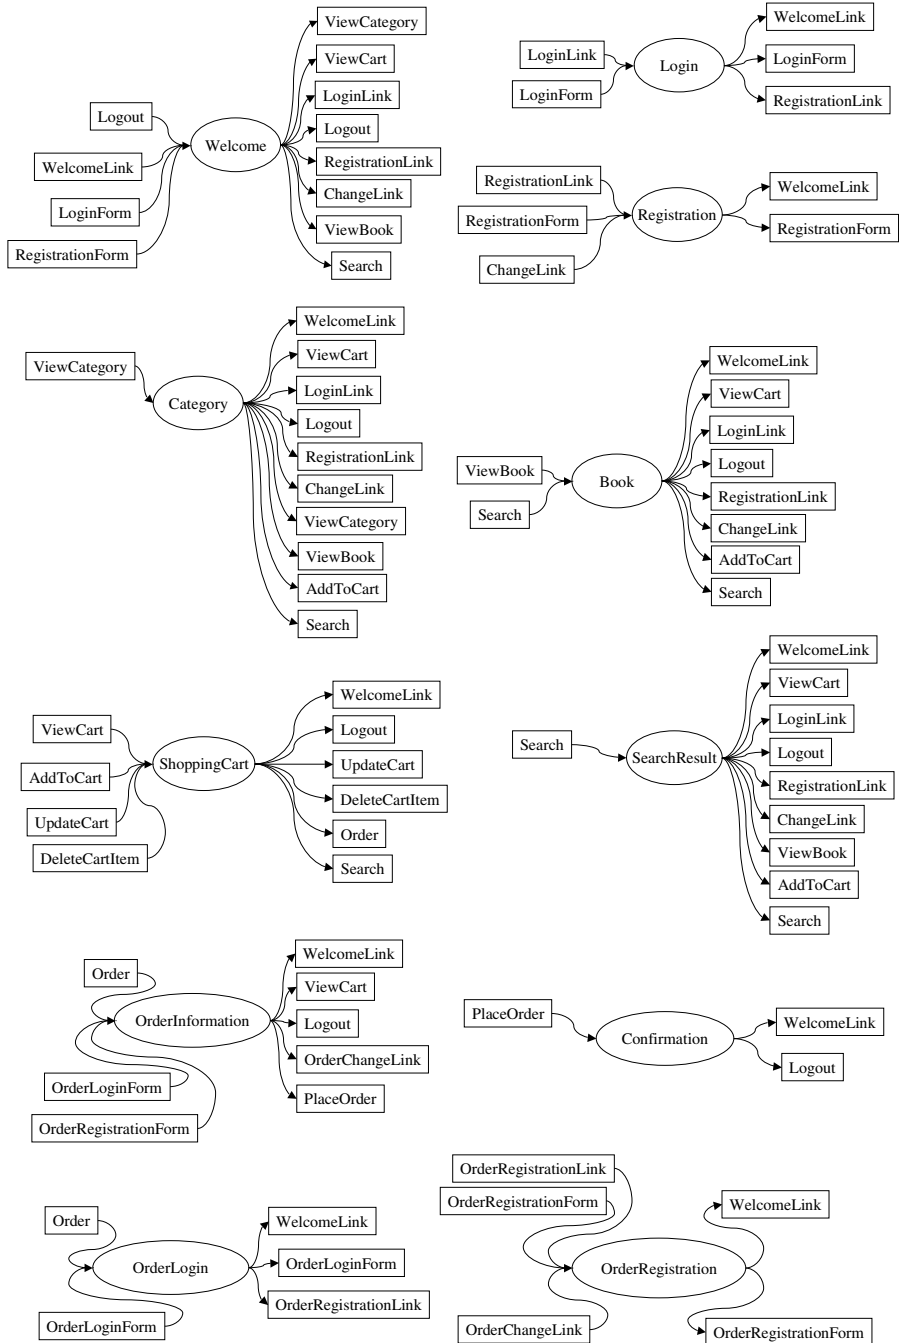 ViewCategory
ViewCart
LoginLink
Logout
Logout
Welcome
WelcomeLink
RegistrationLink
ChangeLink
LoginForm
ViewBook
RegistrationForm
Search
WelcomeLink
LoginLink
Login
LoginForm
LoginForm
RegistrationLink
RegistrationLink
WelcomeLink
RegistrationForm
Registration
RegistrationForm
ChangeLink
WelcomeLink
ViewCategory
ViewCart
LoginLink
Category
Logout
RegistrationLink
ChangeLink
ViewCategory
ViewBook
AddToCart
Search
WelcomeLink
ViewCart
LoginLink
ViewBook
Logout
Book
RegistrationLink
Search
ChangeLink
AddToCart
Search
WelcomeLink
ViewCart
Logout
ShoppingCart
UpdateCart
AddToCart
DeleteCartItem
UpdateCart
Order
DeleteCartItem
Search
WelcomeLink
ViewCart
LoginLink
Search
Logout
SearchResult
RegistrationLink
ChangeLink
ViewBook
AddToCart
Search
WelcomeLink
Order
ViewCart
OrderInformation
Logout
OrderChangeLink
OrderLoginForm
PlaceOrder
OrderRegistrationForm
PlaceOrder
WelcomeLink
Confirmation
Logout
Order
WelcomeLink
OrderLogin
OrderLoginForm
OrderRegistrationLink
OrderLoginForm
OrderRegistrationLink
OrderRegistrationForm
WelcomeLink
OrderRegistration
OrderChangeLink
OrderRegistrationForm